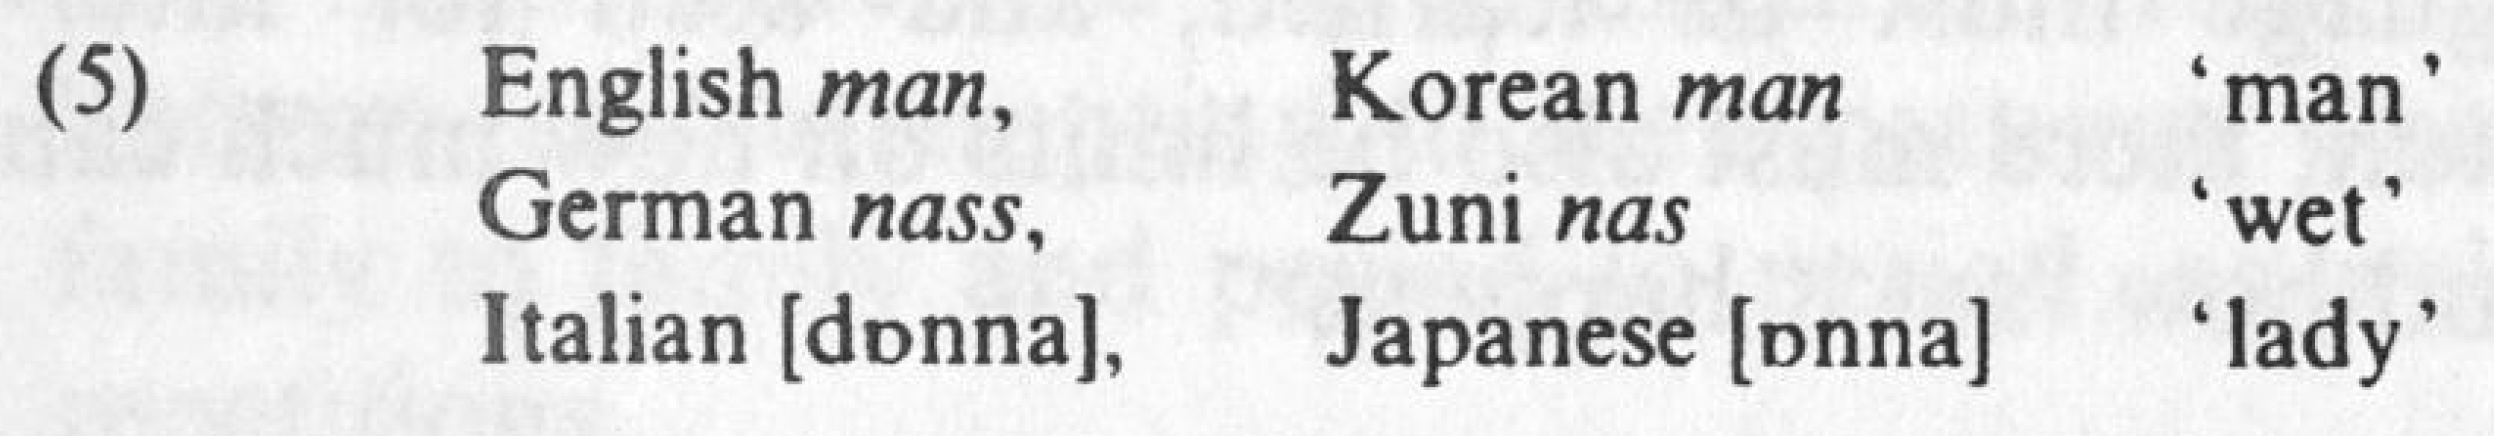 (5) English man, Korean man ‘man’
German nass, Zuni nas ‘wet’
Italian [dɒnna], Japanese [ɒnna] ‘lady’